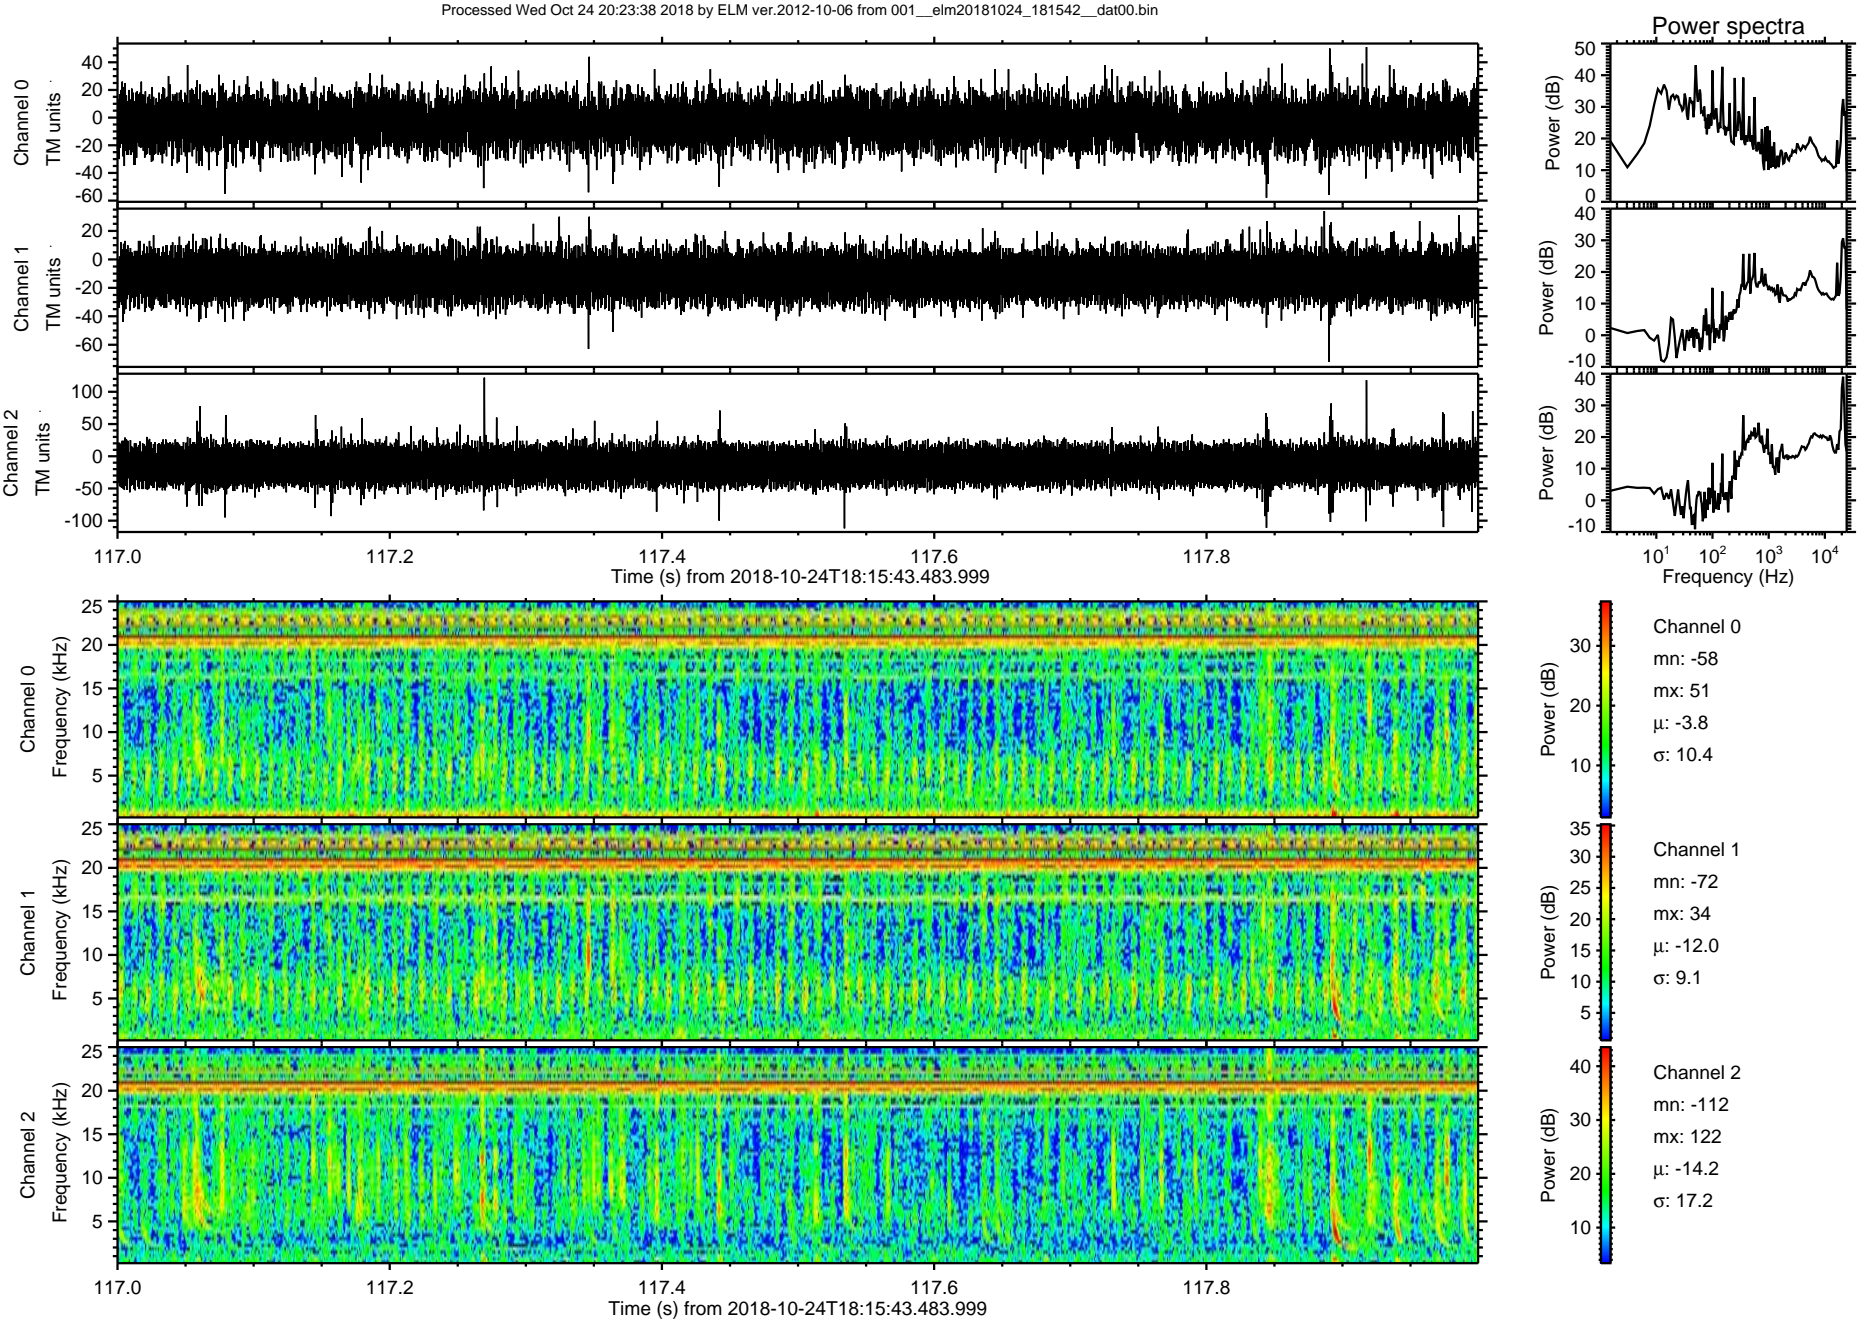 Processed Wed Oct 24 20:23:38 2018 by ELM ver.2012-10-06 from 001__elm20181024_181542__dat00.bin
Power spectra
Channel 0
TM units
40
20
0
-20
-40
-60
Power (dB)
50
40
30
20
10
0
Channel 1
TM units
20
0
-20
-40
-60
Power (dB)
40
30
20
10
0
-10
Channel 2
TM units
100
50
0
-50
-100
Power (dB)
40
30
20
10
0
-10
117.0 117.2 117.4 117.6 117.8
Time (s) from 2018-10-24T18:15:43.483.999
10^1 10^2 10^3 10^4
Frequency (Hz)
Channel 0
Frequency (kHz)
25
20
15
10
5
Power (dB)
30
20
10
Channel 0
mn: -58
mx: 51
μ: -3.8
σ: 10.4
Channel 1
Frequency (kHz)
25
20
15
10
5
Power (dB)
35
30
25
20
15
10
5
Channel 1
mn: -72
mx: 34
μ: -12.0
σ: 9.1
Channel 2
Frequency (kHz)
25
20
15
10
5
Power (dB)
40
30
20
10
Channel 2
mn: -112
mx: 122
μ: -14.2
σ: 17.2
117.0 117.2 117.4 117.6 117.8
Time (s) from 2018-10-24T18:15:43.483.999